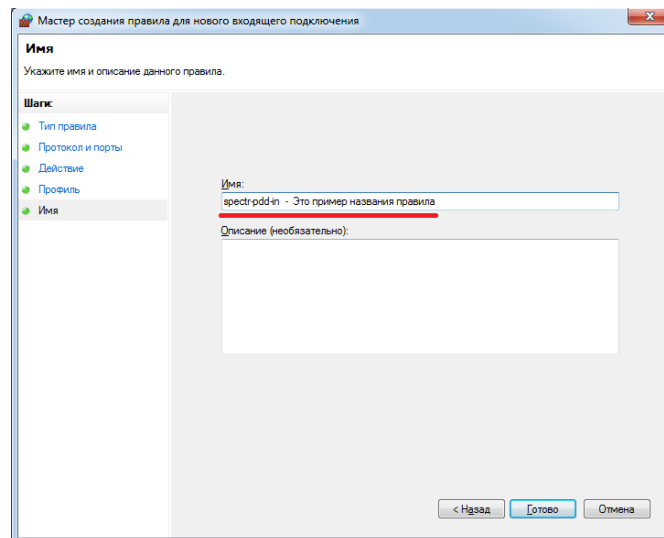 Мастер создания правила для нового входящего подключения
Имя
Укажите имя и описание данного правила.
Шаги:
Тип правила
Протокол и порты
Действие
Профиль
Имя
Имя:
spectr-pdd-in - Это пример названия правила
Описание (необязательно):
< Назад
Готово
Отмена